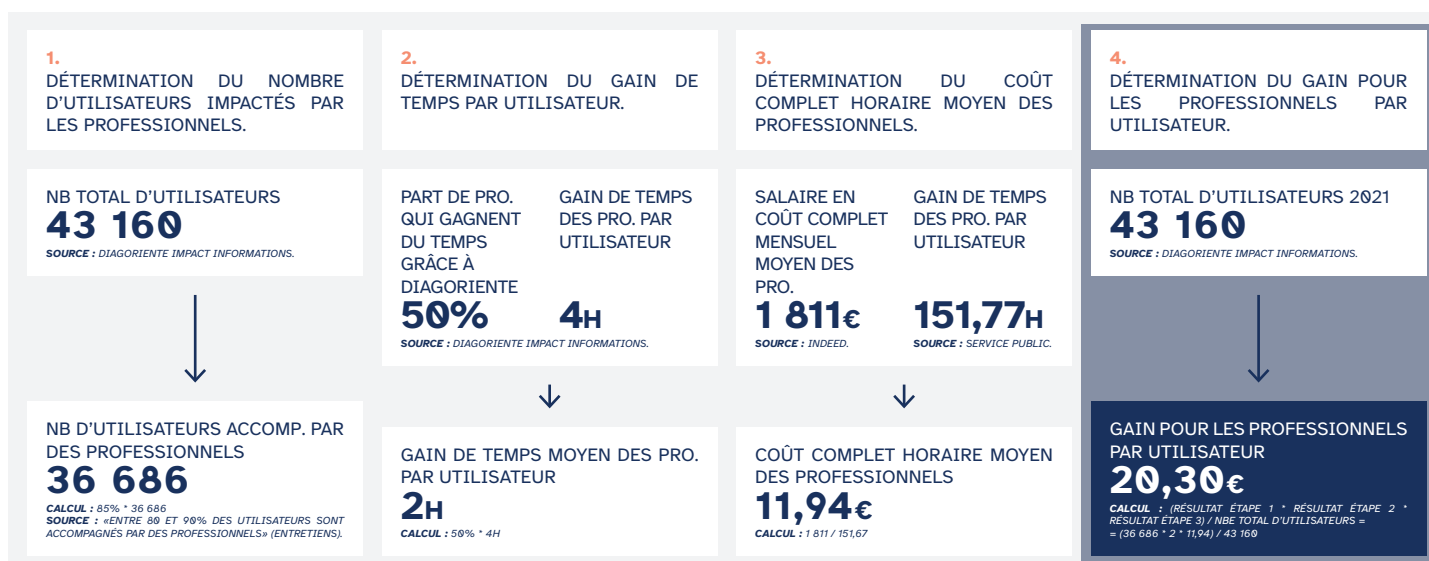 1.
DÉTERMINATION DU NOMBRE
D'UTILISATEURS IMPACTÉS PAR
LES PROFESSIONNELS.
NB TOTAL D'UTILISATEURS
43 160
SOURCE : DIAGORIENTE IMPACT INFORMATIONS.
NB D'UTILISATEURS ACCOMP. PAR
DES PROFESSIONNELS
36 686
CALCUL : 85% * 36 686
SOURCE : «ENTRE 80 ET 90% DES UTILISATEURS SONT
ACCOMPAGNÉS PAR DES PROFESSIONNELS» (ENTRETIENS).
2.
DÉTERMINATION DU GAIN DE
TEMPS PAR UTILISATEUR.
PART DE PRO.
QUI GAGNENT
DU TEMPS
GRÂCE À
DIAGORIENTE
50%
GAIN DE TEMPS
DES PRO. PAR
UTILISATEUR
4H
SOURCE : DIAGORIENTE IMPACT INFORMATIONS.
GAIN DE TEMPS MOYEN DES PRO.
PAR UTILISATEUR
2H
CALCUL : 50% * 4H
3.
DÉTERMINATION DU COÛT
COMPLET HORAIRE MOYEN DES
PROFESSIONNELS.
SALAIRE EN
COÛT COMPLET
MENSUEL
MOYEN DES
PRO.
1 811€
SOURCE : INDEED.
GAIN DE TEMPS
DES PRO. PAR
UTILISATEUR
151,77H
SOURCE : SERVICE PUBLIC.
COÛT COMPLET HORAIRE MOYEN
DES PROFESSIONNELS
11,94€
CALCUL : 1 811 / 151,67
4.
DÉTERMINATION DU GAIN POUR
LES PROFESSIONNELS PAR
UTILISATEUR.
NB TOTAL D'UTILISATEURS 2021
43 160
SOURCE : DIAGORIENTE IMPACT INFORMATIONS.
GAIN POUR LES PROFESSIONNELS
PAR UTILISATEUR
20,30€
CALCUL : (RÉSULTAT ÉTAPE 1 * RÉSULTAT ÉTAPE 2 *
RÉSULTAT ÉTAPE 3) / NBE TOTAL D'UTILISATEURS =
= (36 686 * 2 * 11,94) / 43 160